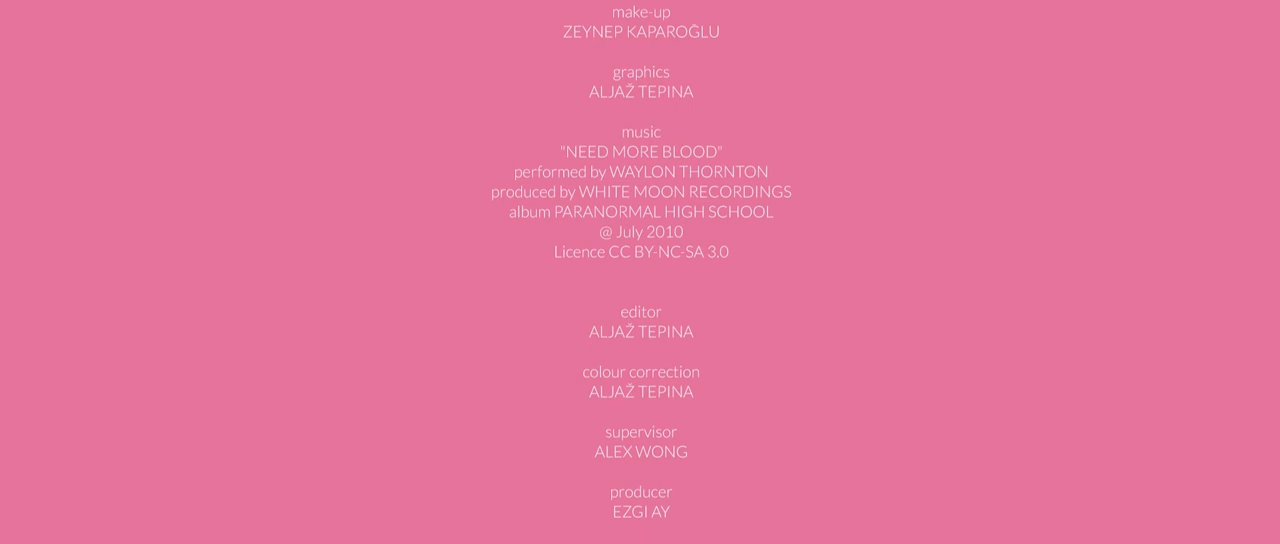 make-up
ZEYNEP KAPAROĞLU
graphics
ALJAŽ TEPINA
music
"NEED MORE BLOOD"
performed by WAYLON THORNTON
produced by WHITE MOON RECORDINGS
album PARANORMAL HIGH SCHOOL
@ July 2010
Licence CC BY-NC-SA 3.0
editor
ALJAŽ TEPINA
colour correction
ALJAŽ TEPINA
supervisor
ALEX WONG
producer
EZGI AY